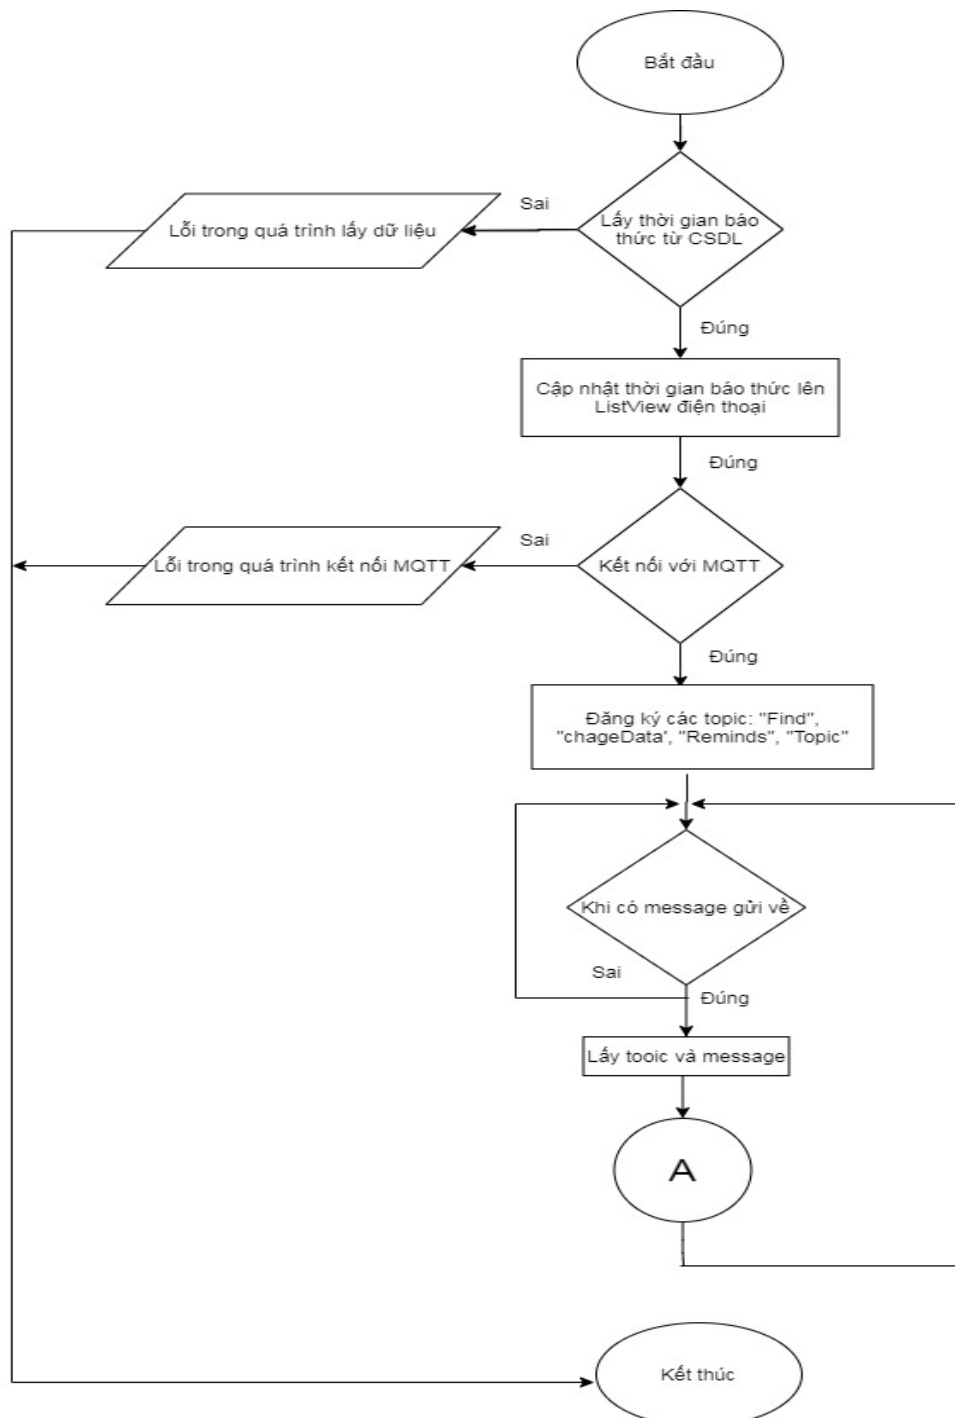 Bắt đầu
Sai
Lấy thời gian báo
thức từ CSDL
Lỗi trong quá trình lấy dữ liệu
Đúng
Cập nhật thời gian báo thức lên
ListView điện thoại
Đúng
Sai
Kết nối với MQTT
Lỗi trong quá trình kết nối MQTT
Đúng
Đăng ký các topic: "Find",
"chageData', "Reminds", "Topic"
Khi có message gửi về
Sai
Đúng
Lấy tooic và message
A
Kết thúc